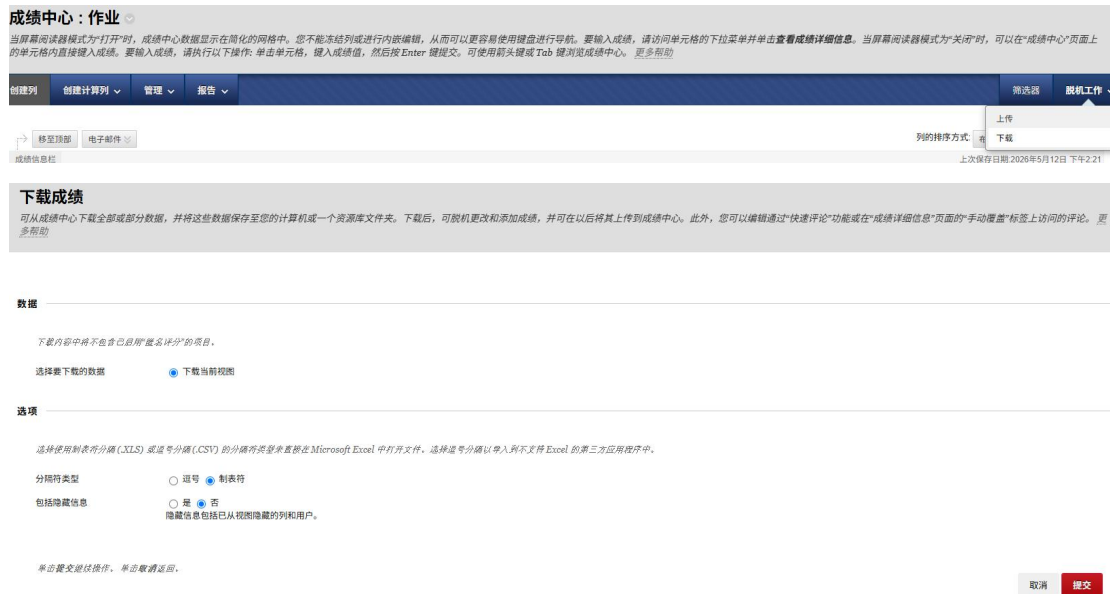 成绩中心：作业
当屏幕阅读器模式为“打开”时，成绩中心数据显示在简化的网格中。您不能冻结列或进行内嵌编辑，从而可以更容易使用键盘进行导航。要输入成绩，请访问单元格的下拉菜单并单击查看成绩详细信息。当屏幕阅读器模式为“关闭”时，可以在“成绩中心”页面上
的单元格内直接键入成绩。要输入成绩，请执行以下操作: 单击单元格，键入成绩值，然后按 Enter 键提交。可使用箭头键或 Tab 键浏览成绩中心。 更多帮助
创建列 创建计算列 管理 报告 筛选器 脱机工作
上传
移至顶部 电子邮件 列的排序方式: 布 下载
成绩信息栏 上次保存日期:2026年5月12日 下午2:21
下载成绩
可从成绩中心下载全部或部分数据，并将这些数据保存至您的计算机或一个资源库文件夹。下载后，可脱机更改和添加成绩，并可在以后将其上传到成绩中心。此外，您可以编辑通过“快速评论”功能或在“成绩详细信息”页面的“手动覆盖”标签上访问的评论。 更
多帮助
数据
下载内容中将不包含已启用“匿名评分”的项目。
选择要下载的数据 下载当前视图
选项
选择使用制表符分隔 (.XLS) 或逗号分隔 (.CSV) 的分隔符类型来直接在 Microsoft Excel 中打开文件。选择逗号分隔以导入到不支持 Excel 的第三方应用程序中。
分隔符类型 逗号 制表符
包括隐藏信息 是 否
隐藏信息包括已从视图隐藏的列和用户。
单击提交继续操作。单击取消返回。
取消 提交